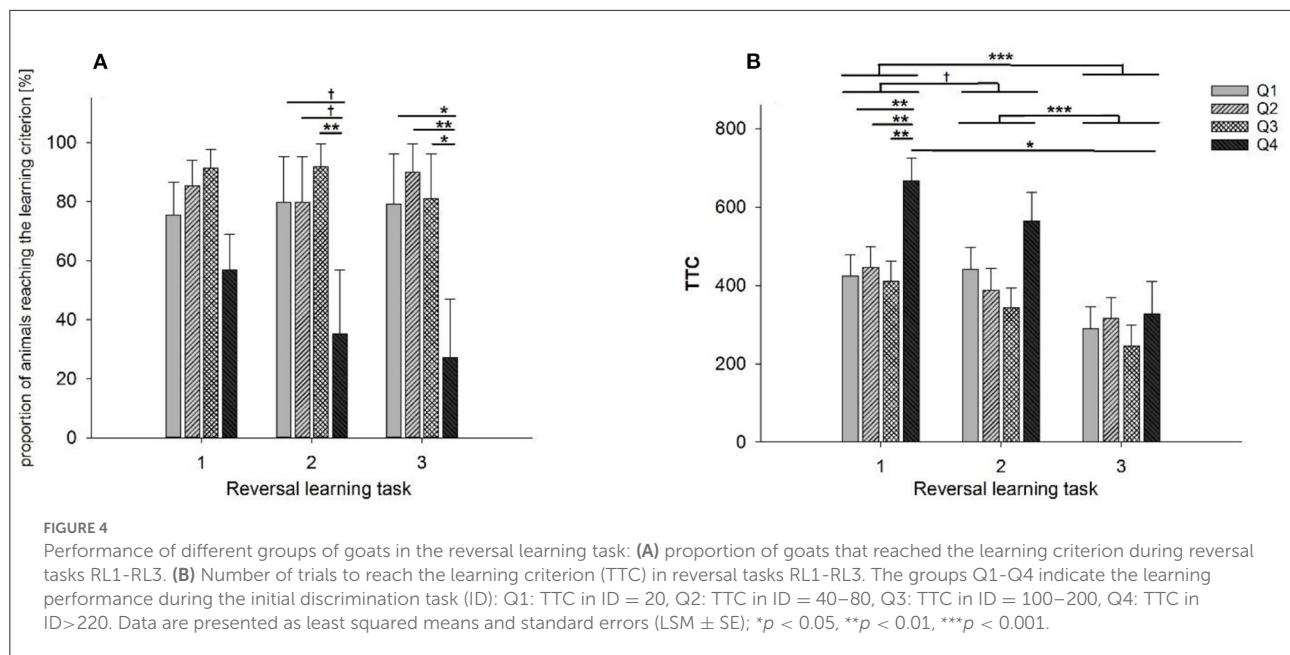 A
proportion of animals reaching the learning criterion [%]
100
80
60
40
20
0
†
†
**
*
**
*
1 2 3
Reversal learning task
B
TTC
800
600
400
200
0
***
†
**
***
**
**
*
1 2 3
Reversal learning task
Q1
Q2
Q3
Q4
FIGURE 4
Performance of different groups of goats in the reversal learning task: (A) proportion of goats that reached the learning criterion during reversal
tasks RL1-RL3. (B) Number of trials to reach the learning criterion (TTC) in reversal tasks RL1-RL3. The groups Q1-Q4 indicate the learning
performance during the initial discrimination task (ID): Q1: TTC in ID = 20, Q2: TTC in ID = 40–80, Q3: TTC in ID = 100–200, Q4: TTC in
ID>220. Data are presented as least squared means and standard errors (LSM ± SE); *p < 0.05, **p < 0.01, ***p < 0.001.